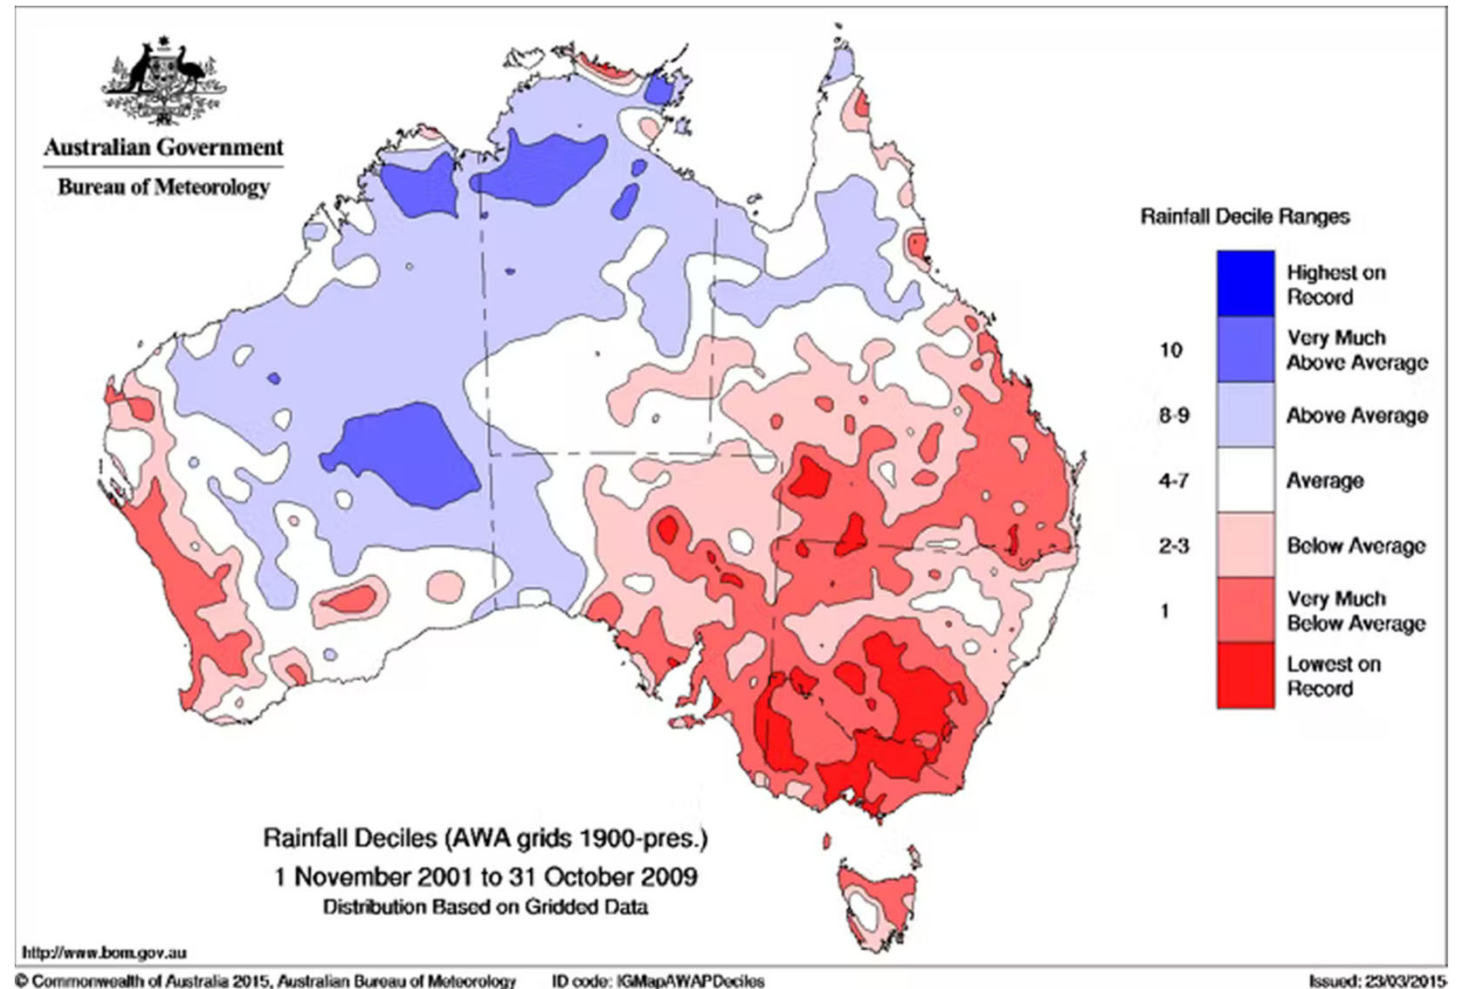 Australian Government
Bureau of Meteorology
Rainfall Decile Ranges
Highest on
Record
10
Very Much
Above Average
8-9
Above Average
4-7
Average
2-3
Below Average
1
Very Much
Below Average
Lowest on
Record
Rainfall Deciles (AWA grids 1900-pres.)
1 November 2001 to 31 October 2009
Distribution Based on Gridded Data
http://www.bom.gov.au
© Commonwealth of Australia 2015, Australian Bureau of Meteorology ID code: IGMapAWAPDeciles Issued: 23/03/2015